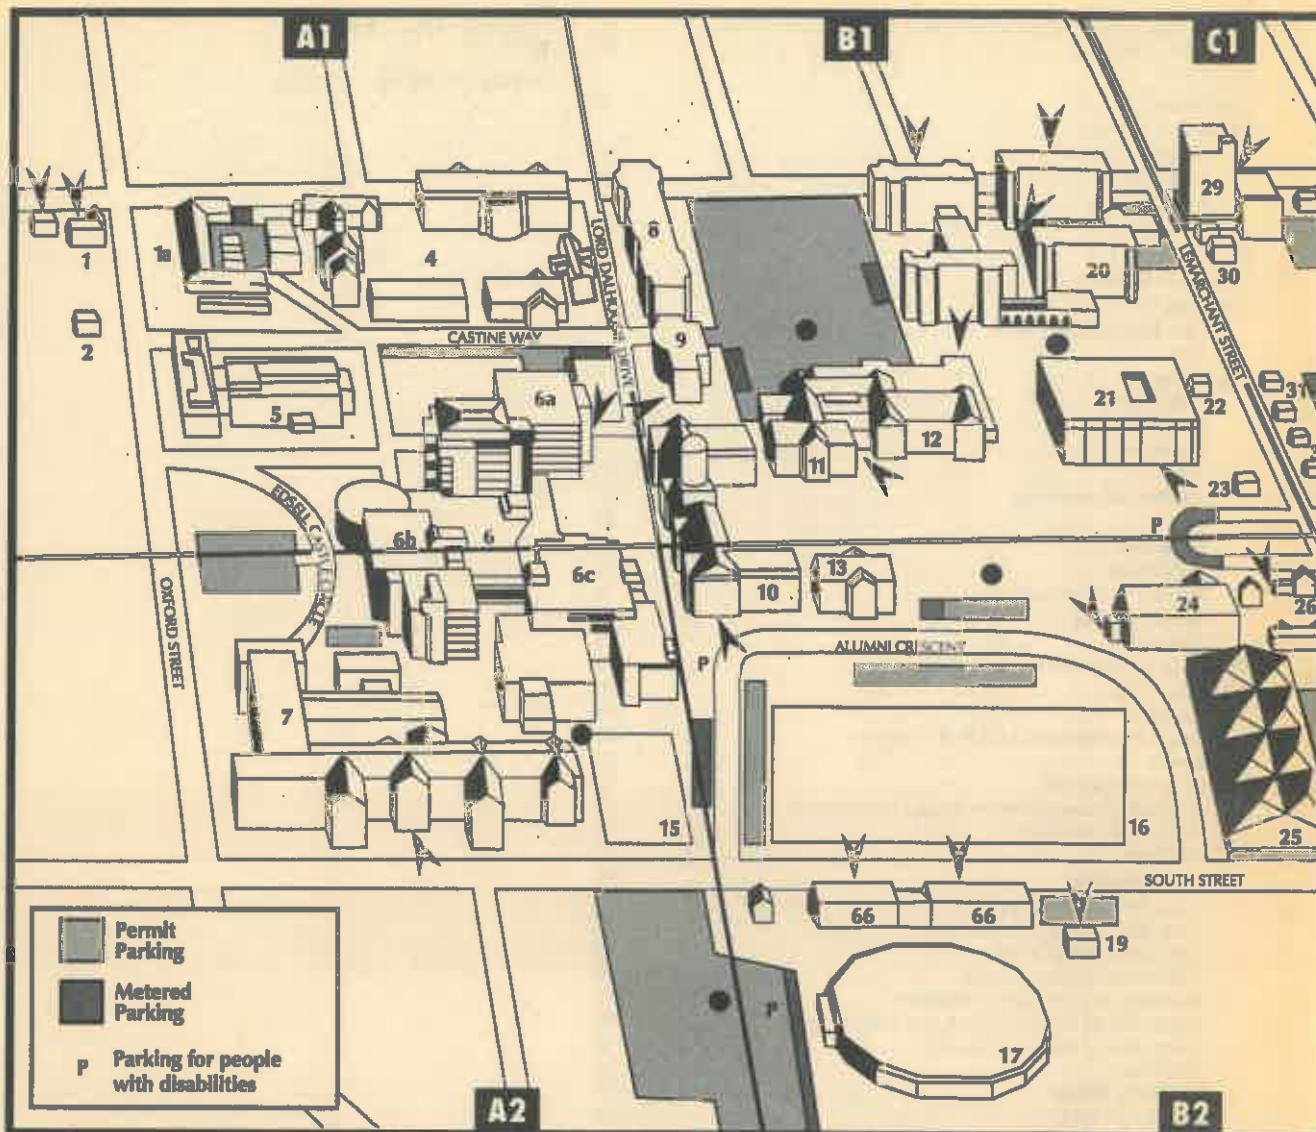 A1
B1
C1
1
1a
2
4
LORD DALHOUSIE DRIVE
8
9
CASTINE WAY
5
6a
11
12
20
29
30
LEMARCHANT STREET
21
22
31
23
P
EDSELL CASTLE CIRCLE
6b
6
6c
10
13
24
26
OXFORD STREET
P
ALUMNI CRESCENT
7
15
16
25
SOUTH STREET
66
66
19
17
P
Permit
Parking
Metered
Parking
P Parking for people
with disabilities
A2
B2